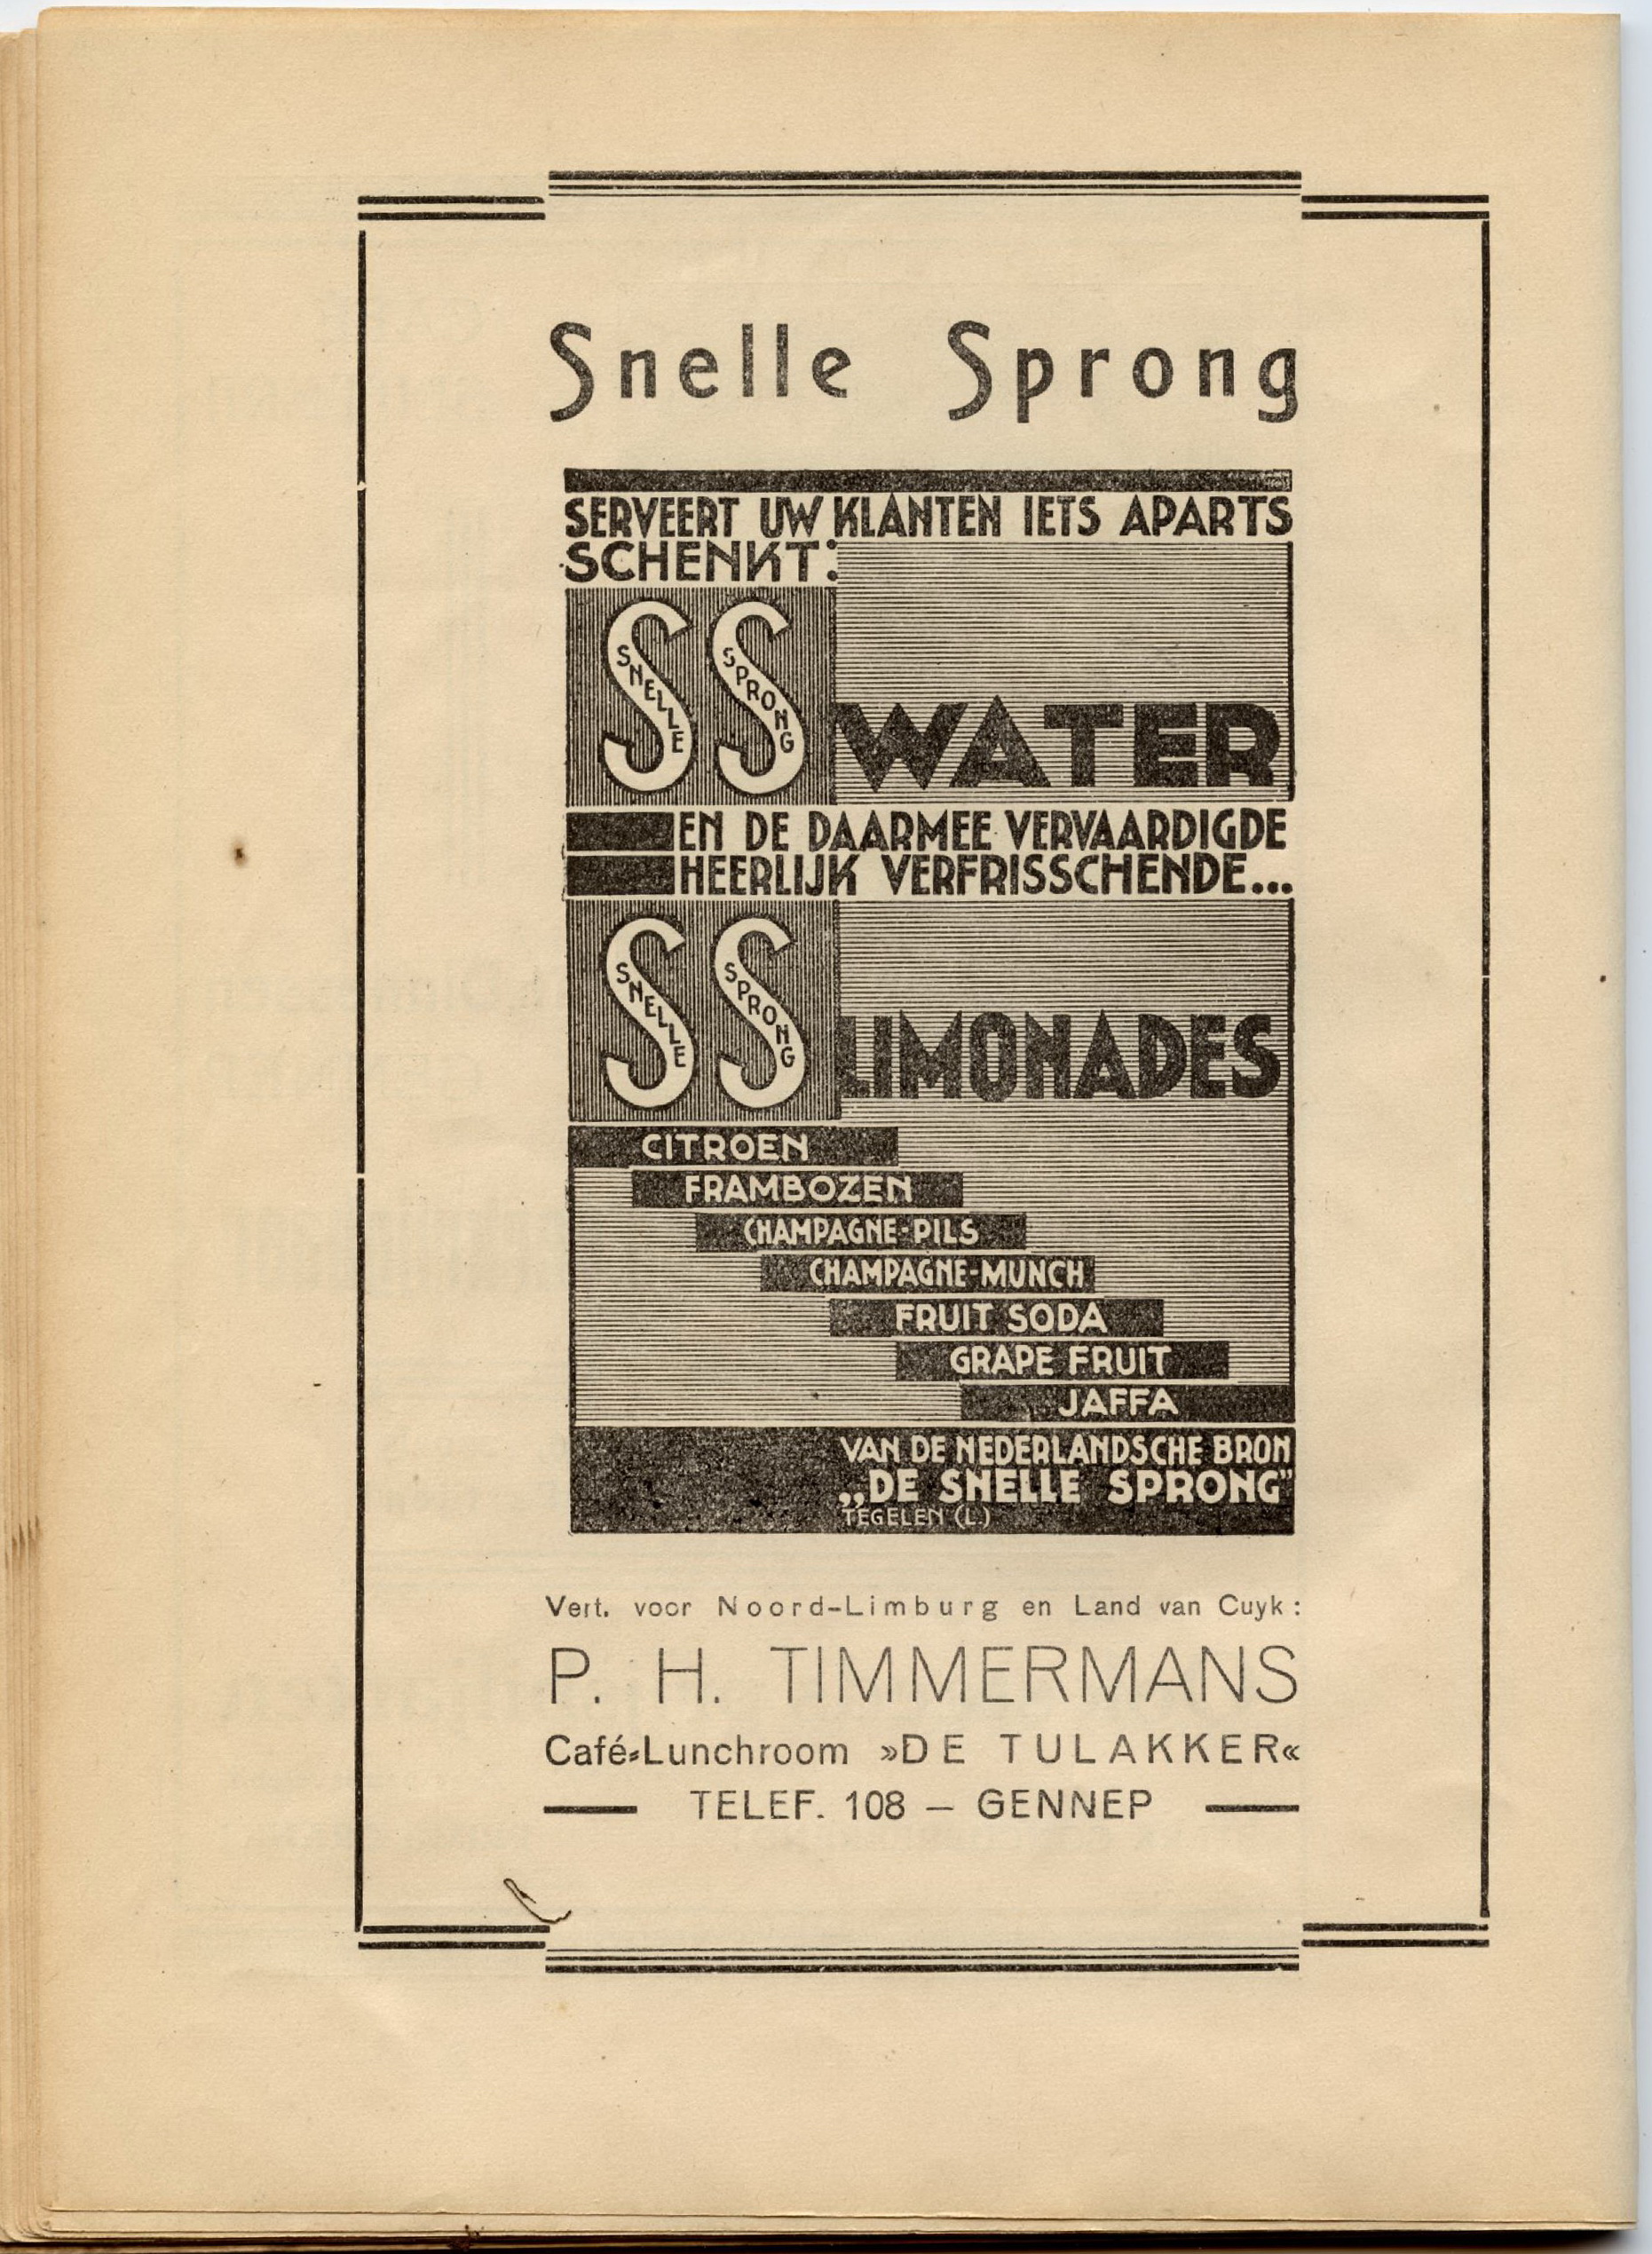 Snelle Sprong
SERVEERT UW KLANTEN IETS APARTS
SCHENKT:
SNELLE SPRONG
SS WATER
EN DE DAARMEE VERVAARDIGDE
HEERLIJK VERFRISSCHENDE...
SNELLE SPRONG
SS LIMONADES
CITROEN
FRAMBOZEN
CHAMPAGNE-PILS
CHAMPAGNE-MUNCH
FRUIT SODA
GRAPE FRUIT
JAFFA
VAN DE NEDERLANDSCHE BRON
„DE SNELLE SPRONG"
TEGELEN (L.)
Vert. voor Noord-Limburg en Land van Cuyk:
P. H. TIMMERMANS
Café-Lunchroom »DE TULAKKER«
TELEF. 108 — GENNEP